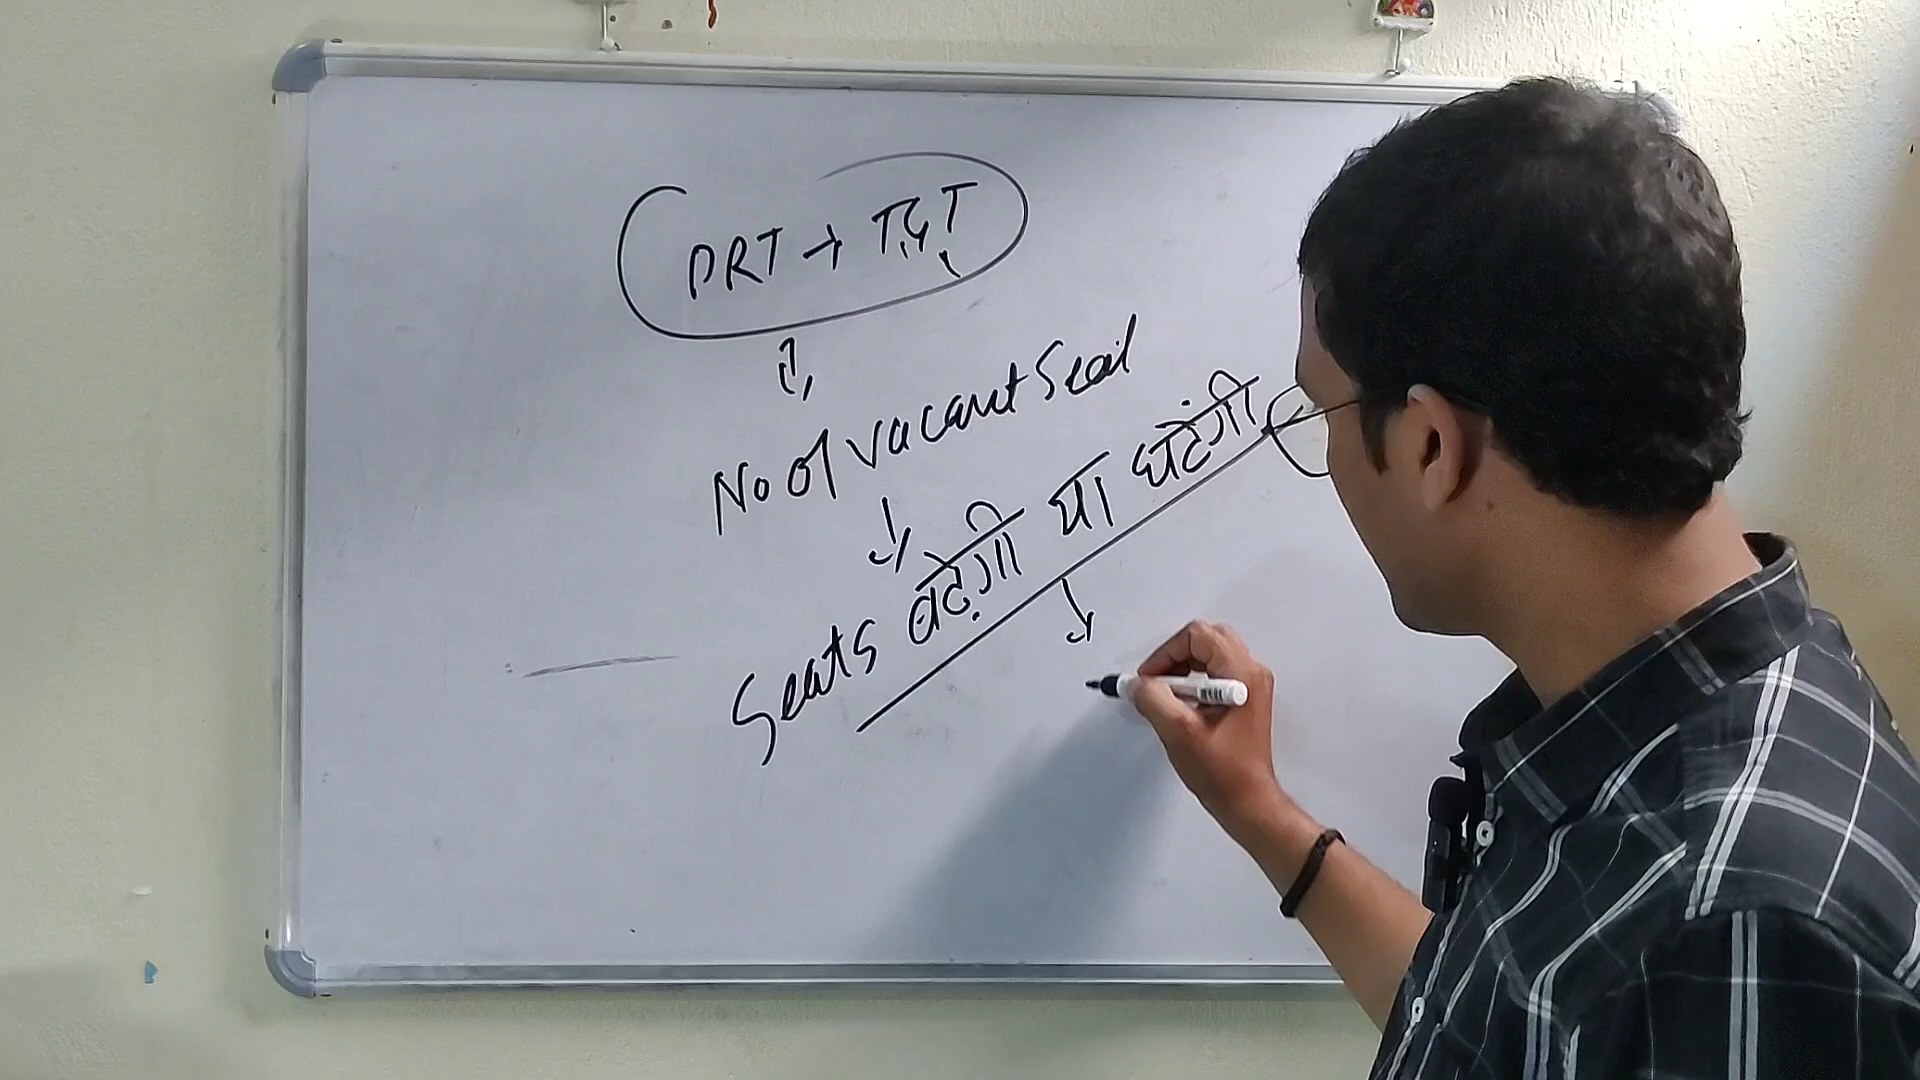 PRT → TGT
No of vacant Seat
Seats बढ़ेंगी या घटेंगी